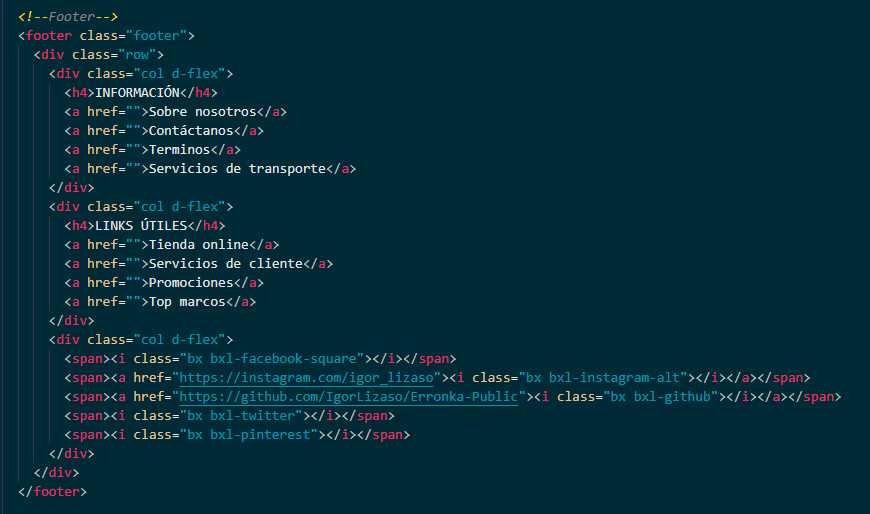 <!--Footer-->
<footer class="footer">
<div class="row">
<div class="col d-flex">
<h4>INFORMACIÓN</h4>
<a href="">Sobre nosotros</a>
<a href="">Contáctanos</a>
<a href="">Terminos</a>
<a href="">Servicios de transporte</a>
</div>
<div class="col d-flex">
<h4>LINKS ÚTILES</h4>
<a href="">Tienda online</a>
<a href="">Servicios de cliente</a>
<a href="">Promociones</a>
<a href="">Top marcos</a>
</div>
<div class="col d-flex">
<span><i class="bx bxl-facebook-square"></i></span>
<span><a href="https://instagram.com/igor_lizaso"><i class="bx bxl-instagram-alt"></i></a></span>
<span><a href="https://github.com/IgorLizaso/Erronka-Public"><i class="bx bxl-github"></i></a></span>
<span><i class="bx bxl-twitter"></i></span>
<span><i class="bx bxl-pinterest"></i></span>
</div>
</div>
</footer>